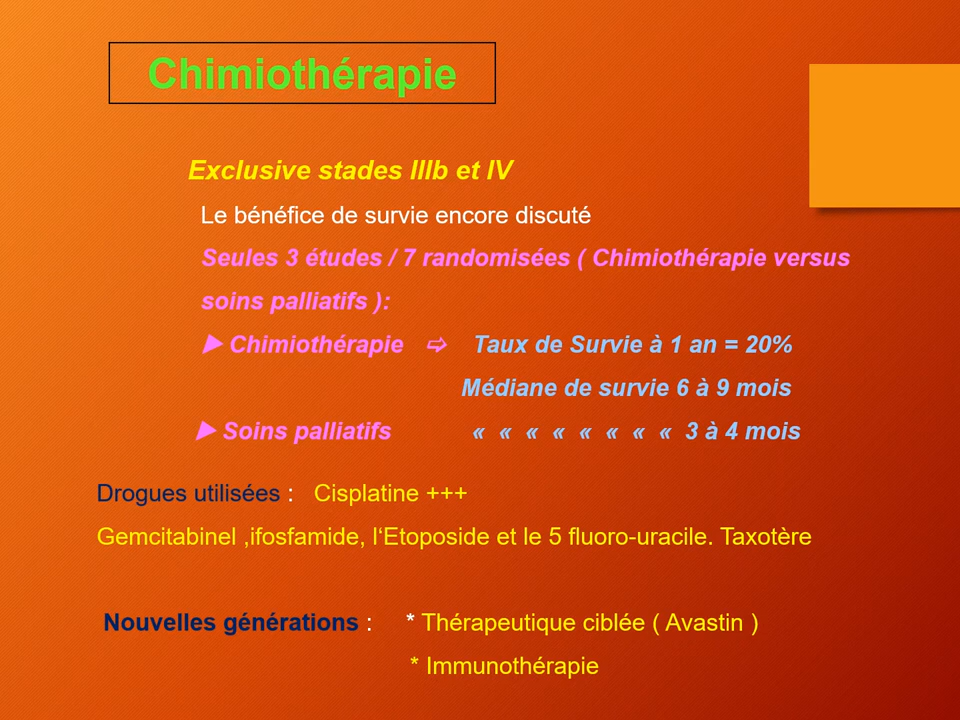 Chimiothérapie
Exclusive stades IIIb et IV
Le bénéfice de survie encore discuté
Seules 3 études / 7 randomisées ( Chimiothérapie versus
soins palliatifs ):
▶ Chimiothérapie ⇨ Taux de Survie à 1 an = 20%
Médiane de survie 6 à 9 mois
▶ Soins palliatifs « « « « « « « « 3 à 4 mois
Drogues utilisées : Cisplatine +++
Gemcitabinel ,ifosfamide, l‘Etoposide et le 5 fluoro-uracile. Taxotère
Nouvelles générations : * Thérapeutique ciblée ( Avastin )
* Immunothérapie